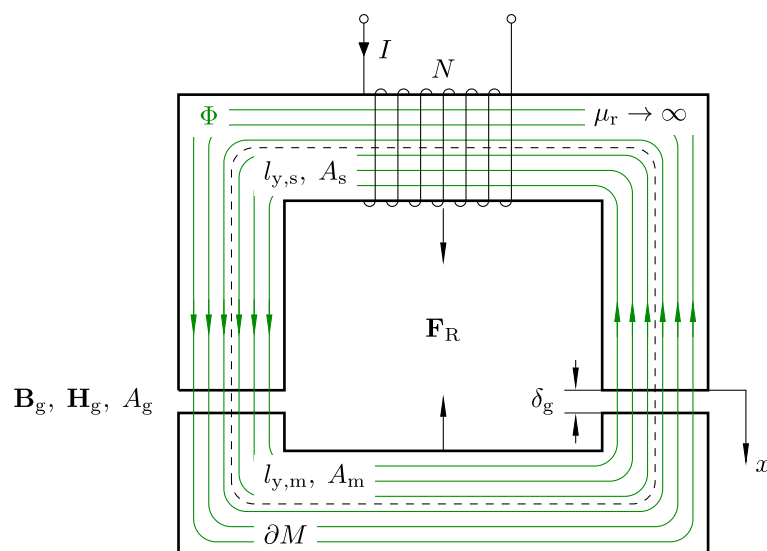 I
N
Φ
μr → ∞
ly,s, As
FR
Bg, Hg, Ag
δg
x
ly,m, Am
∂M